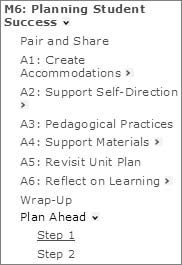 M6: Planning Student
Success
Pair and Share
A1: Create
Accommodations
A2: Support Self-Direction
A3: Pedagogical Practices
A4: Support Materials
A5: Revisit Unit Plan
A6: Reflect on Learning
Wrap-Up
Plan Ahead
Step 1
Step 2